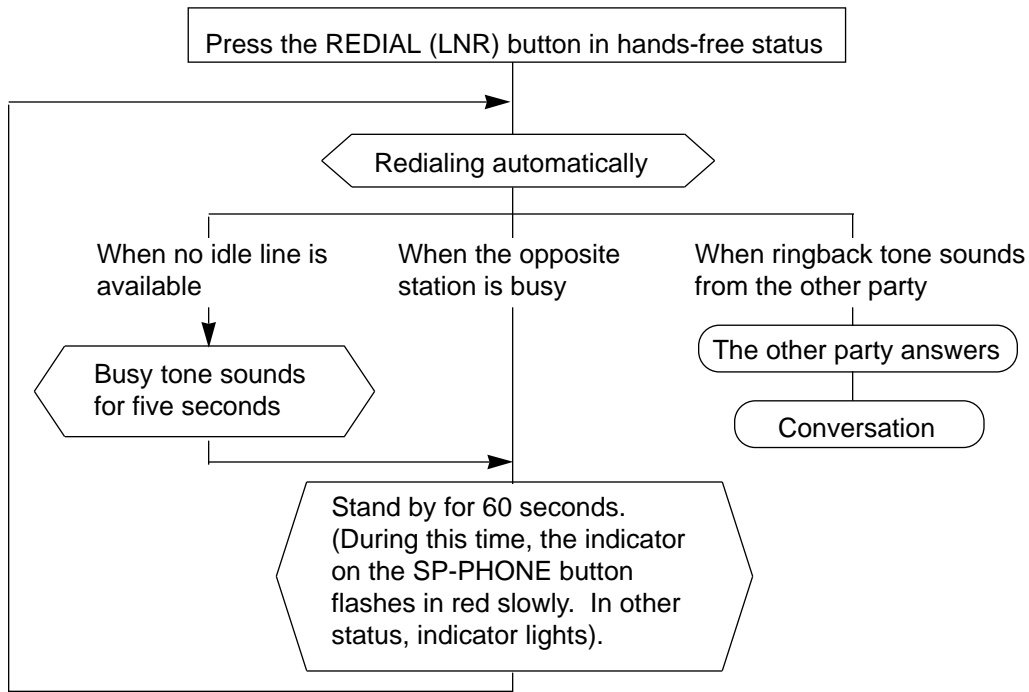 Press the REDIAL (LNR) button in hands-free status
Redialing automatically
When no idle line is
available
When the opposite
station is busy
When ringback tone sounds
from the other party
Busy tone sounds
for five seconds
The other party answers
Conversation
Stand by for 60 seconds.
(During this time, the indicator
on the SP-PHONE button
flashes in red slowly.  In other
status, indicator lights).